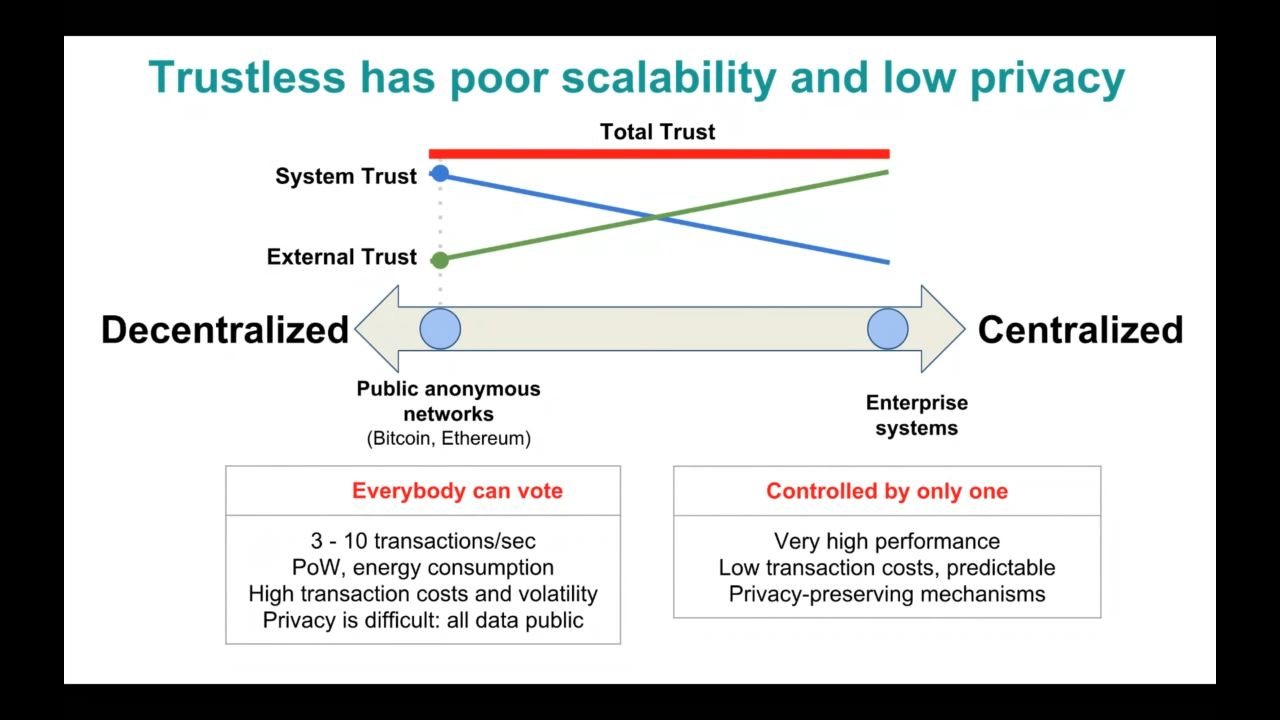 Trustless has poor scalability and low privacy
Total Trust
System Trust
External Trust
Decentralized
Centralized
Public anonymous
networks
(Bitcoin, Ethereum)
Enterprise
systems
Everybody can vote
3 - 10 transactions/sec
PoW, energy consumption
High transaction costs and volatility
Privacy is difficult: all data public
Controlled by only one
Very high performance
Low transaction costs, predictable
Privacy-preserving mechanisms